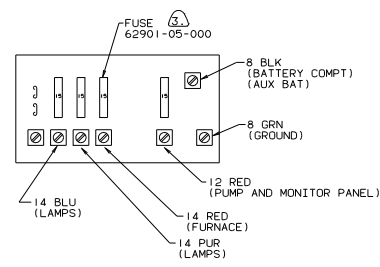 FUSE 3.
62901-05-000
8 BLK
(BATTERY COMPT)
(AUX BAT)
15 15 15 15
8 GRN
(GROUND)
12 RED
(PUMP AND MONITOR PANEL)
14 BLU
(LAMPS)
14 RED
(FURNACE)
14 PUR
(LAMPS)